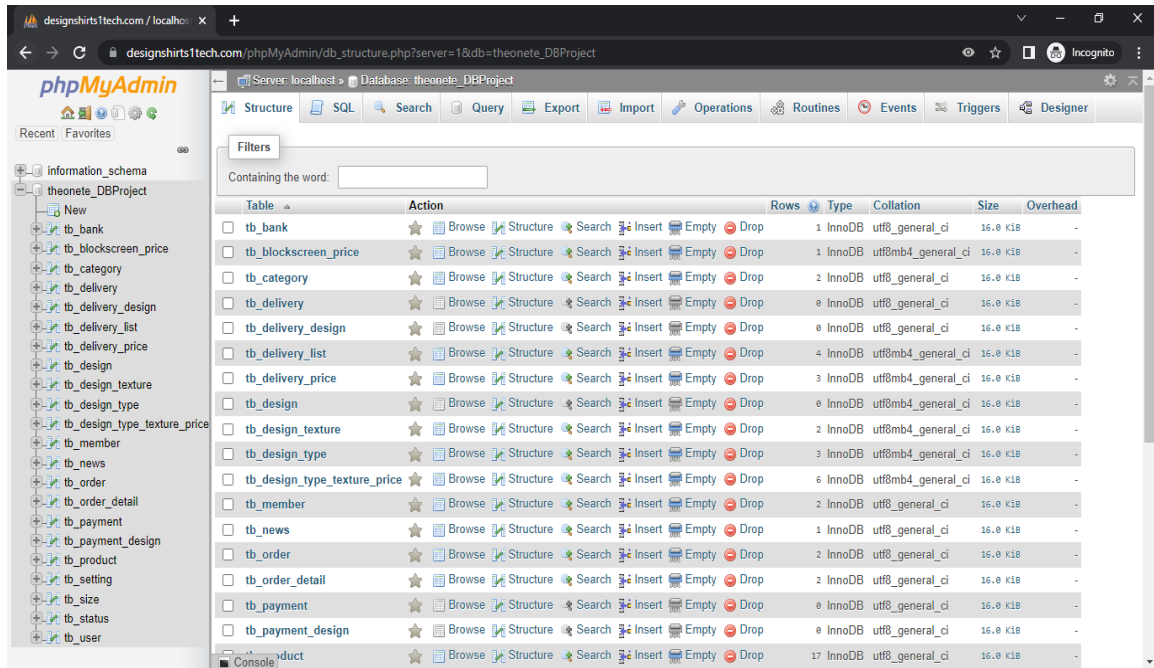 designshirts1tech.com / localhos
designshirts1tech.com/phpMyAdmin/db_structure.php?server=1&db=theonete_DBProject
Incognito
phpMyAdmin
Recent Favorites
information_schema
theonete_DBProject
New
tb_bank
tb_blockscreen_price
tb_category
tb_delivery
tb_delivery_design
tb_delivery_list
tb_delivery_price
tb_design
tb_design_texture
tb_design_type
tb_design_type_texture_price
tb_member
tb_news
tb_order
tb_order_detail
tb_payment
tb_payment_design
tb_product
tb_setting
tb_size
tb_status
tb_user
Server: localhost » Database: theonete_DBProject
Structure SQL Search Query Export Import Operations Routines Events Triggers Designer
Filters
Containing the word:
Table Action Rows Type Collation Size Overhead
tb_bank Browse Structure Search Insert Empty Drop 1 InnoDB utf8_general_ci 16.0 KiB -
tb_blockscreen_price Browse Structure Search Insert Empty Drop 1 InnoDB utf8mb4_general_ci 16.0 KiB -
tb_category Browse Structure Search Insert Empty Drop 2 InnoDB utf8_general_ci 16.0 KiB -
tb_delivery Browse Structure Search Insert Empty Drop 0 InnoDB utf8_general_ci 16.0 KiB -
tb_delivery_design Browse Structure Search Insert Empty Drop 0 InnoDB utf8_general_ci 16.0 KiB -
tb_delivery_list Browse Structure Search Insert Empty Drop 4 InnoDB utf8mb4_general_ci 16.0 KiB -
tb_delivery_price Browse Structure Search Insert Empty Drop 3 InnoDB utf8mb4_general_ci 16.0 KiB -
tb_design Browse Structure Search Insert Empty Drop 0 InnoDB utf8mb4_general_ci 16.0 KiB -
tb_design_texture Browse Structure Search Insert Empty Drop 2 InnoDB utf8mb4_general_ci 16.0 KiB -
tb_design_type Browse Structure Search Insert Empty Drop 3 InnoDB utf8mb4_general_ci 16.0 KiB -
tb_design_type_texture_price Browse Structure Search Insert Empty Drop 6 InnoDB utf8mb4_general_ci 16.0 KiB -
tb_member Browse Structure Search Insert Empty Drop 2 InnoDB utf8_general_ci 16.0 KiB -
tb_news Browse Structure Search Insert Empty Drop 1 InnoDB utf8_general_ci 16.0 KiB -
tb_order Browse Structure Search Insert Empty Drop 2 InnoDB utf8_general_ci 16.0 KiB -
tb_order_detail Browse Structure Search Insert Empty Drop 2 InnoDB utf8_general_ci 16.0 KiB -
tb_payment Browse Structure Search Insert Empty Drop 0 InnoDB utf8_general_ci 16.0 KiB -
tb_payment_design Browse Structure Search Insert Empty Drop 0 InnoDB utf8_general_ci 16.0 KiB -
Browse Structure Search Insert Empty Drop 17 InnoDB utf8_general_ci 16.0 KiB -
Console